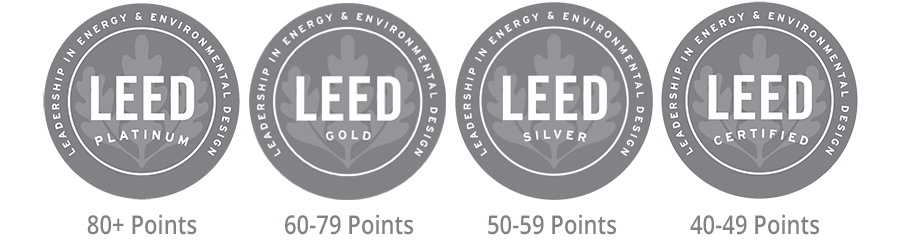 LEADERSHIP IN ENERGY & ENVIRONMENTAL DESIGN
LEED
PLATINUM
80+ Points
LEADERSHIP IN ENERGY & ENVIRONMENTAL DESIGN
LEED
GOLD
60-79 Points
LEADERSHIP IN ENERGY & ENVIRONMENTAL DESIGN
LEED
SILVER
50-59 Points
LEADERSHIP IN ENERGY & ENVIRONMENTAL DESIGN
LEED
CERTIFIED
40-49 Points